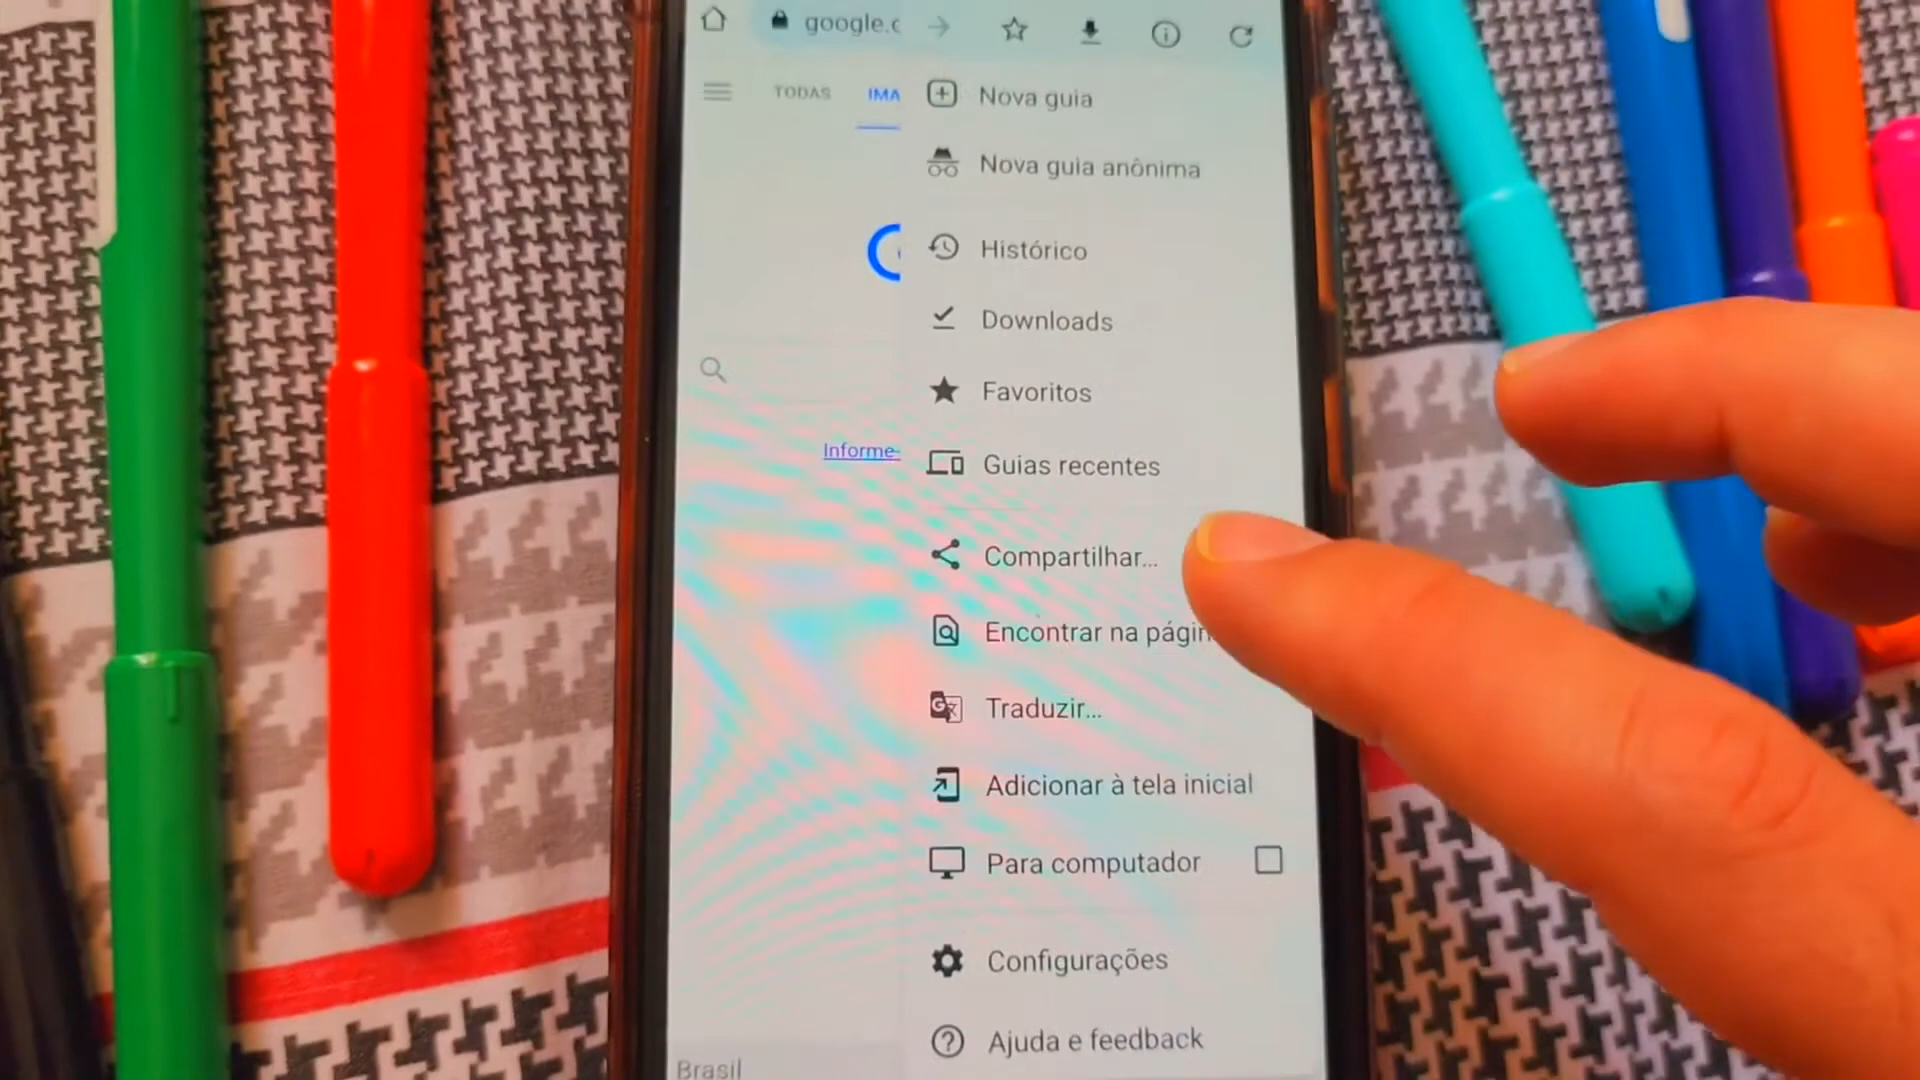 google.c
TODAS IMA
Nova guia
Nova guia anônima
Histórico
Downloads
Favoritos
Informe-
Guias recentes
Compartilhar...
Encontrar na págin
Traduzir...
Adicionar à tela inicial
Para computador
Configurações
Ajuda e feedback
Brasil